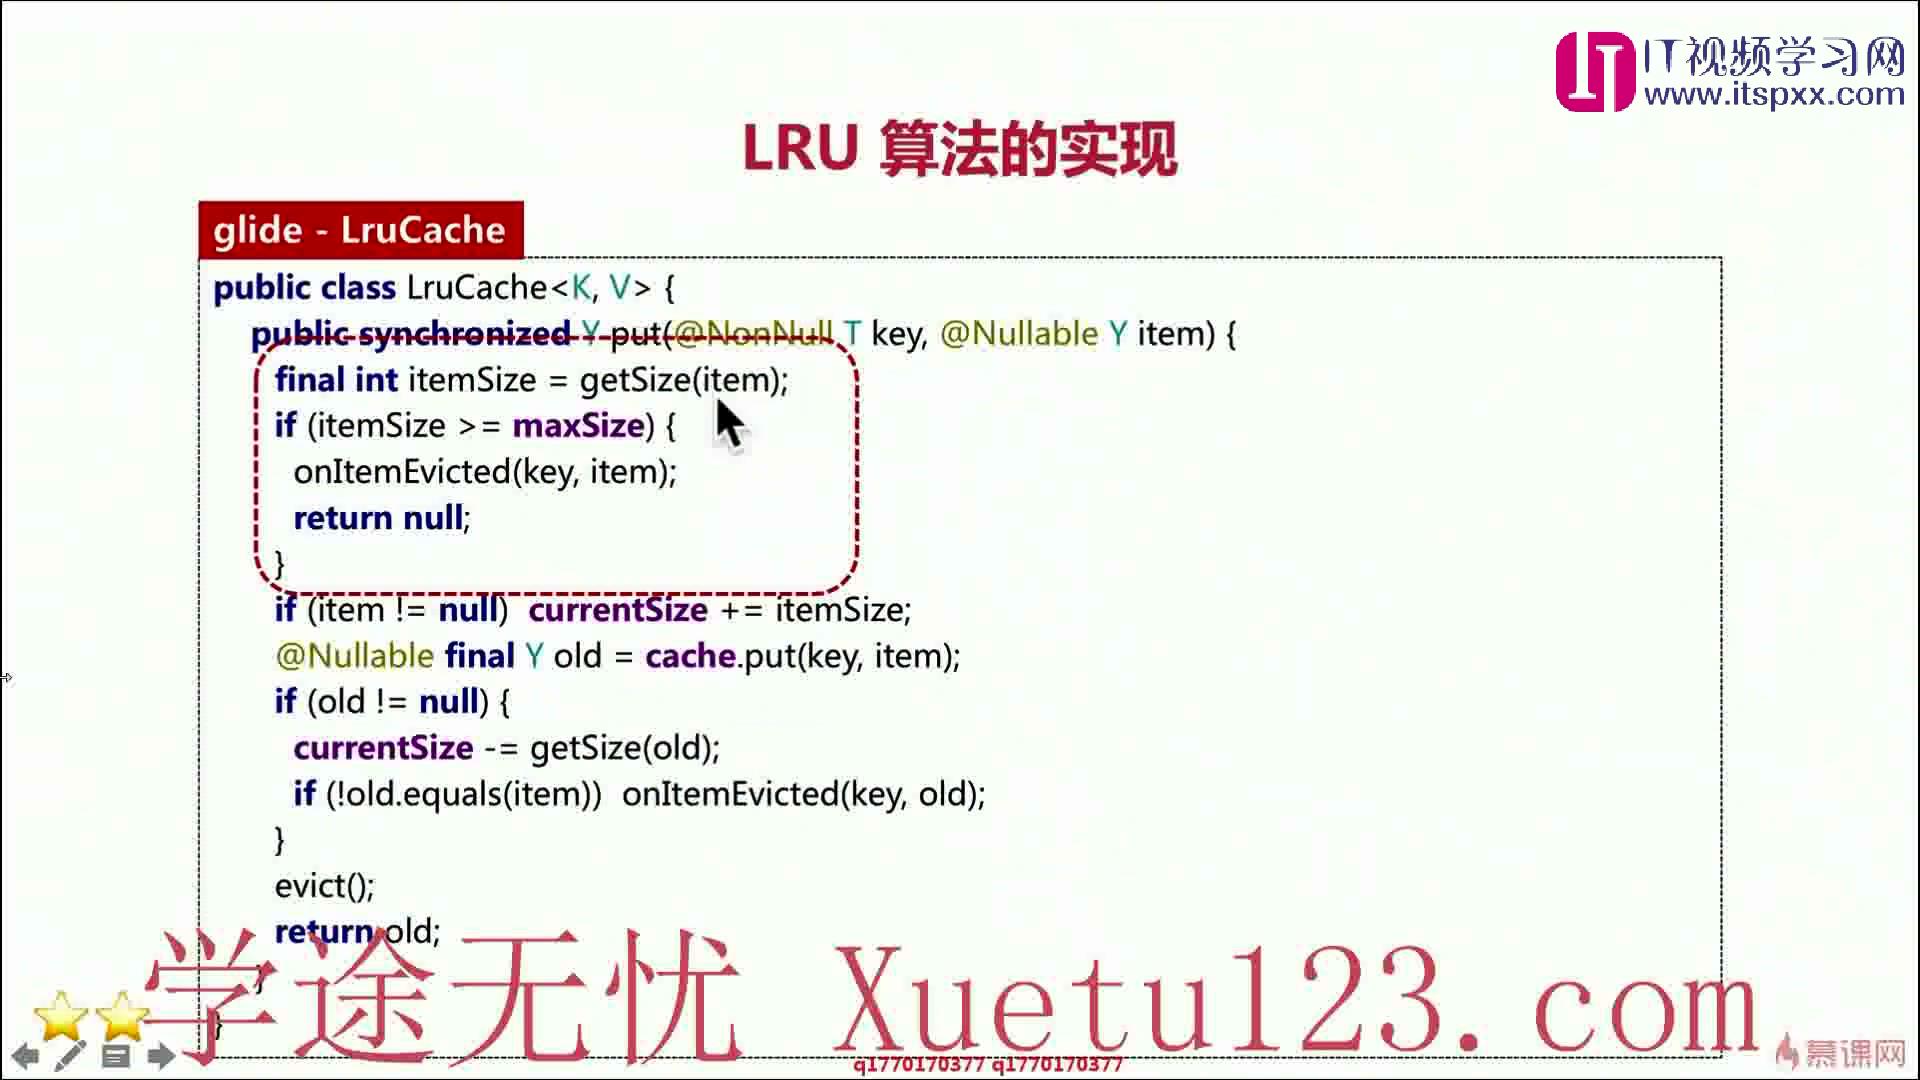 IT视频学习网
www.itspxx.com
LRU 算法的实现
glide - LruCache
public class LruCache<K, V> {
public synchronized Y put(@NonNull T key, @Nullable Y item) {
final int itemSize = getSize(item);
if (itemSize >= maxSize) {
onItemEvicted(key, item);
return null;
}
if (item != null)  currentSize += itemSize;
@Nullable final Y old = cache.put(key, item);
if (old != null) {
currentSize -= getSize(old);
if (!old.equals(item))  onItemEvicted(key, old);
}
evict();
return old;
}
}
学途无忧 Xuetu123.com
q1770170377 q1770170377
慕课网